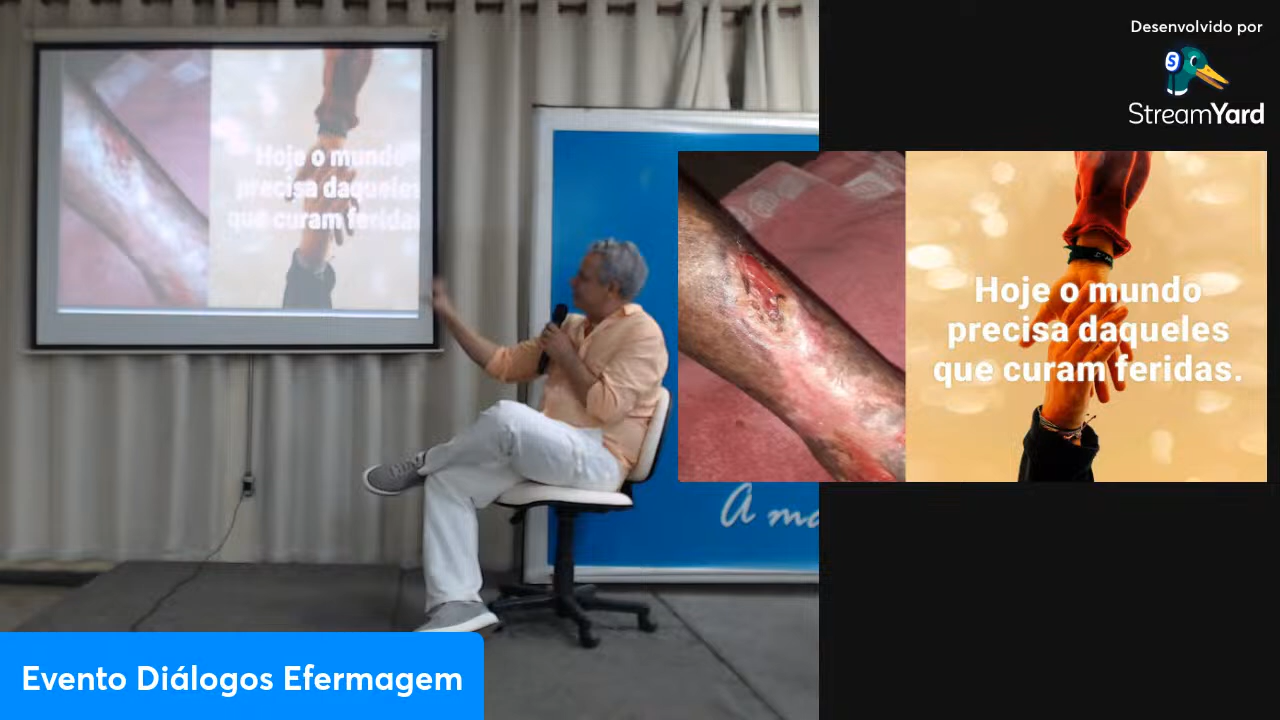 Desenvolvido por
StreamYard
Hoje o mundo
precisa daqueles
que curam feridas
Hoje o mundo
precisa daqueles
que curam feridas.
A
Evento Diálogos Efermagem